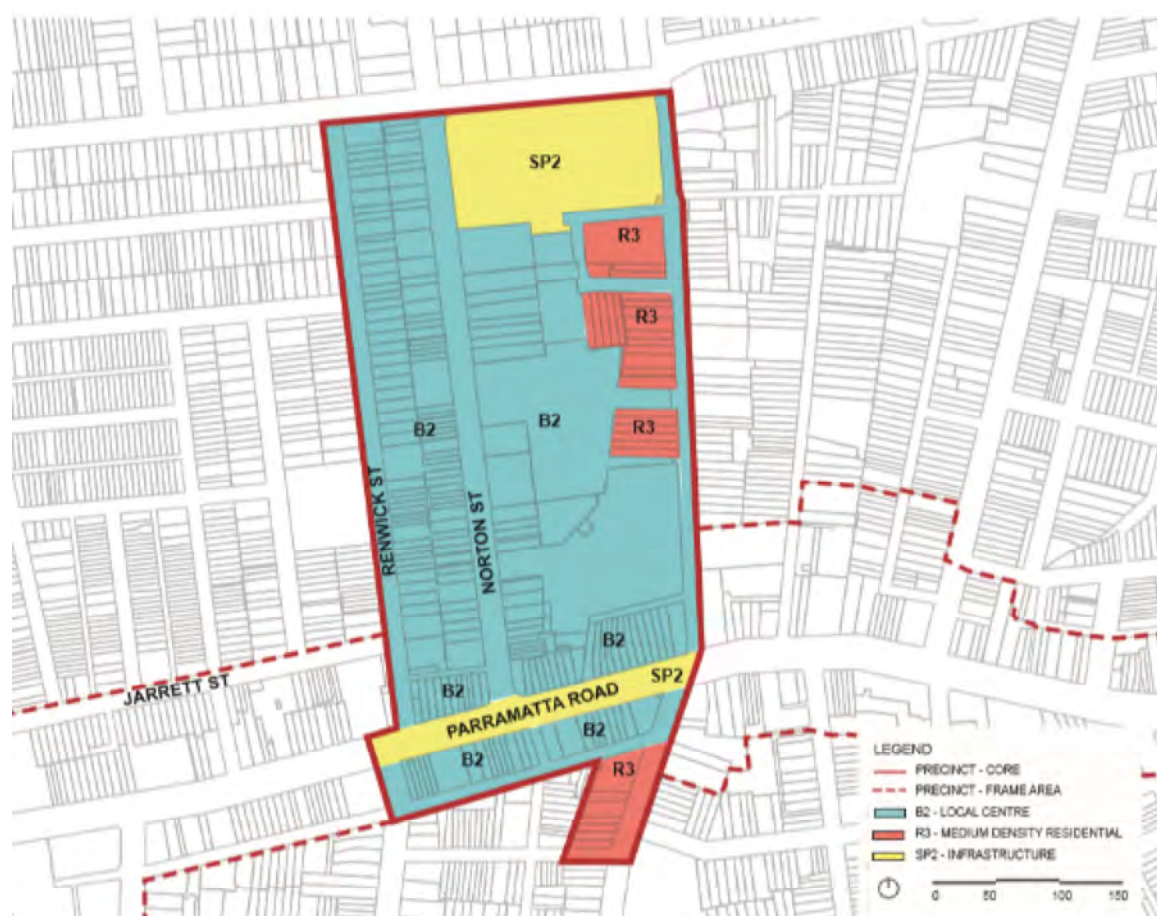 SP2
R3
R3
R3
B2
B2
RENWICK ST
NORTON ST
B2
B2
SP2
JARRETT ST
PARRAMATTA ROAD
B2
B2
R3
LEGEND
PRECINCT - CORE
PRECINCT - FRAME AREA
B2 - LOCAL CENTRE
R3 - MEDIUM DENSITY RESIDENTIAL
SP2 - INFRASTRUCTURE
0 50 100 150